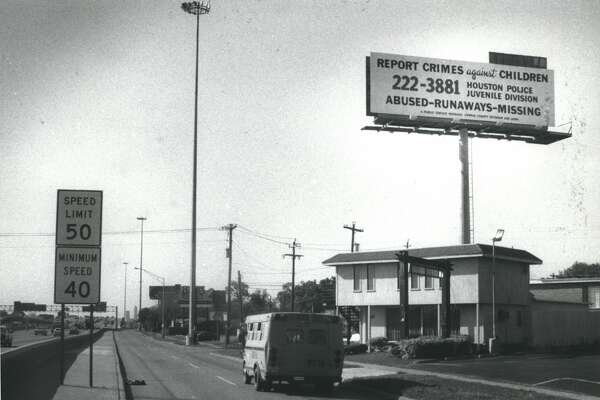 REPORT CRIMES against CHILDREN
222-3881 HOUSTON POLICE
JUVENILE DIVISION
ABUSED-RUNAWAYS-MISSING
SPEED
LIMIT
50
MINIMUM
SPEED
40